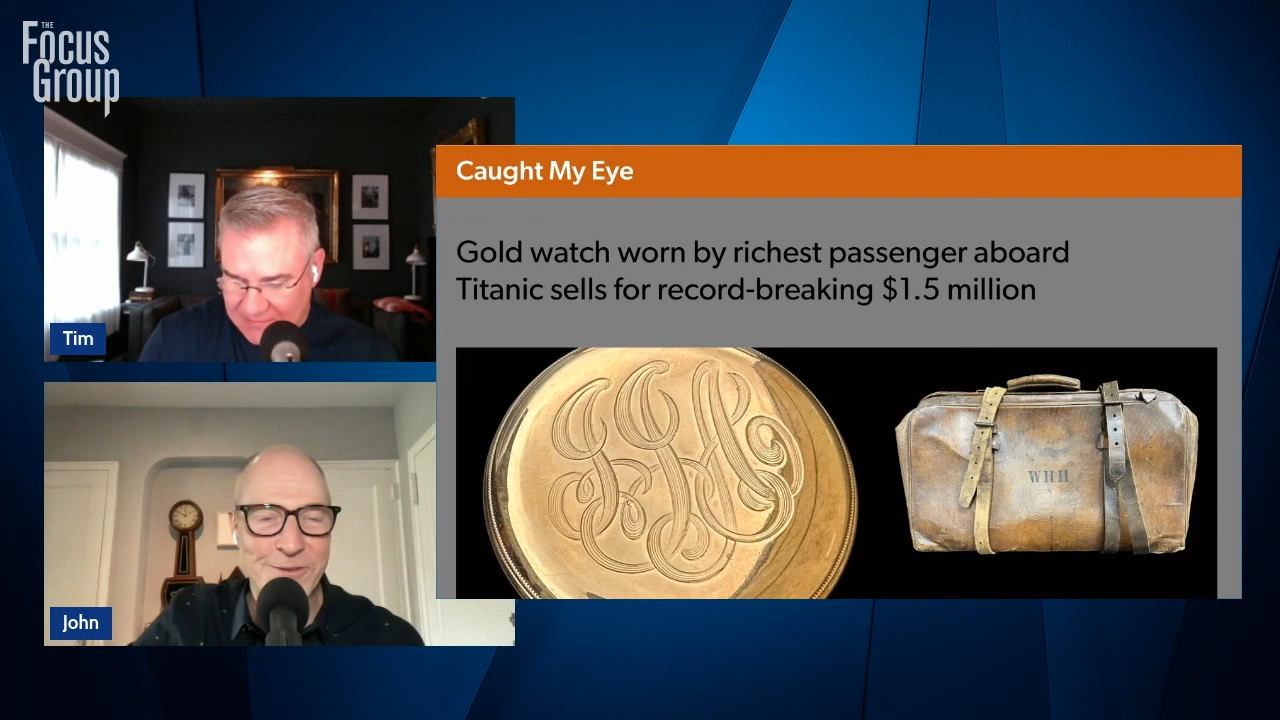 THE
FOCUS
GROUP
Caught My Eye
Gold watch worn by richest passenger aboard
Titanic sells for record-breaking $1.5 million
Tim
JJA
WHH
John